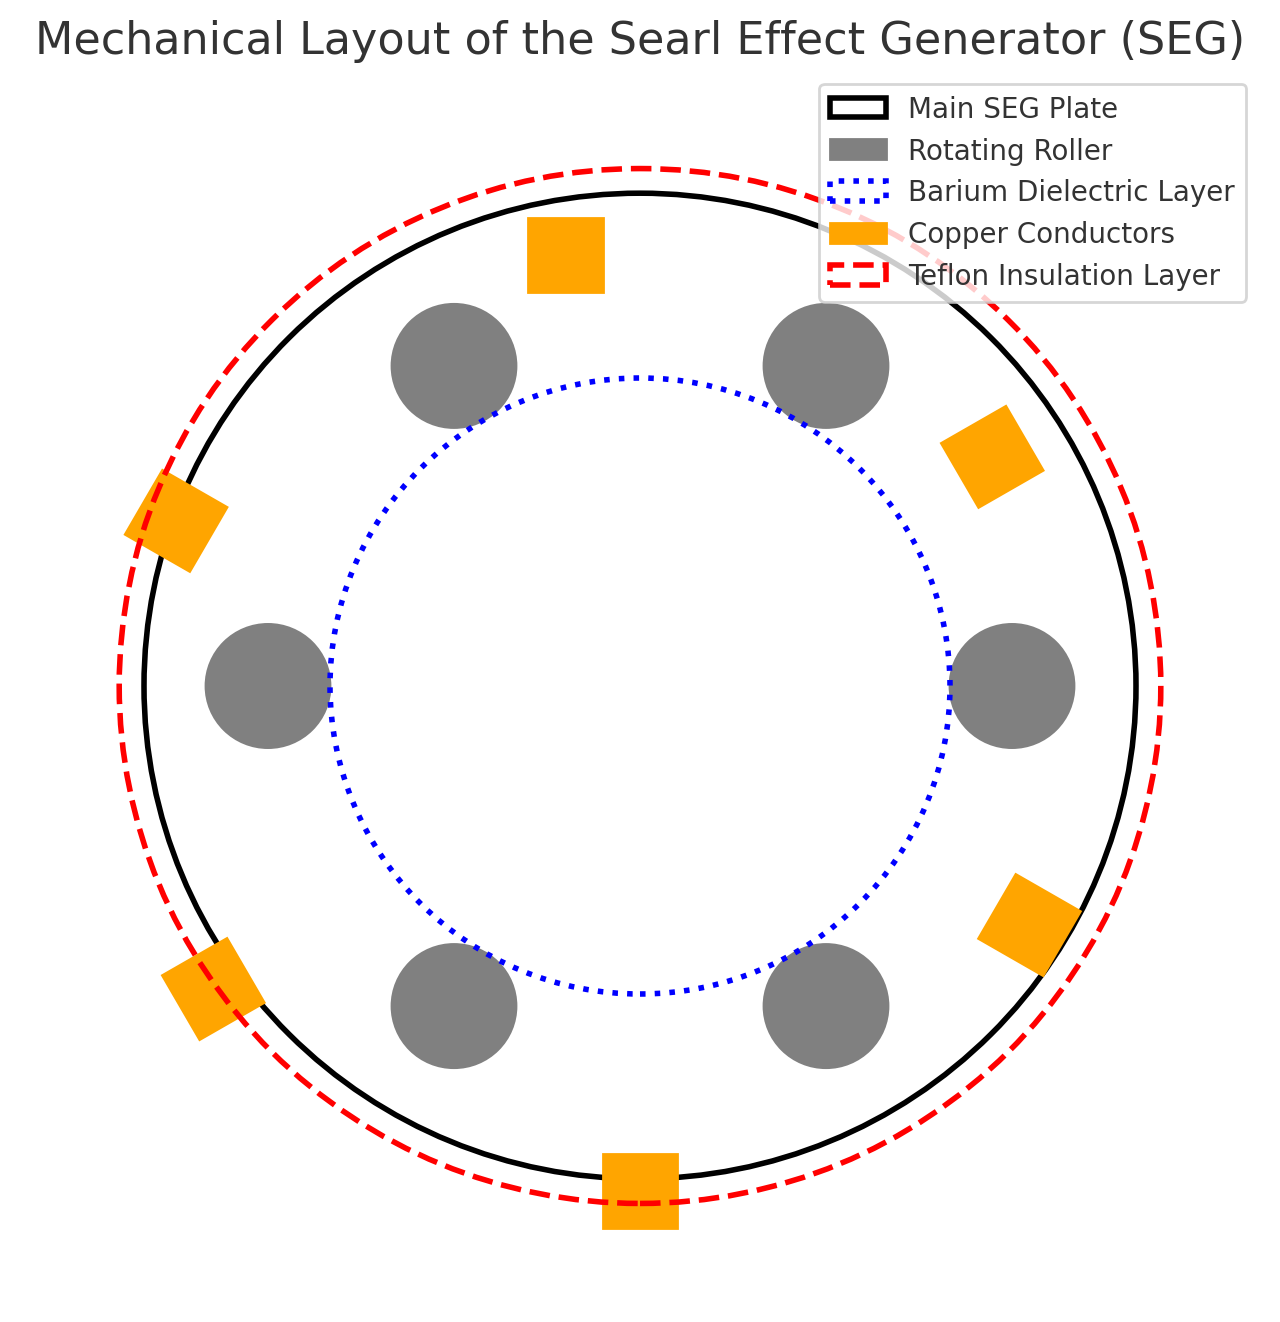 Mechanical Layout of the Searl Effect Generator (SEG)
Main SEG Plate
Rotating Roller
Barium Dielectric Layer
Copper Conductors
Teflon Insulation Layer